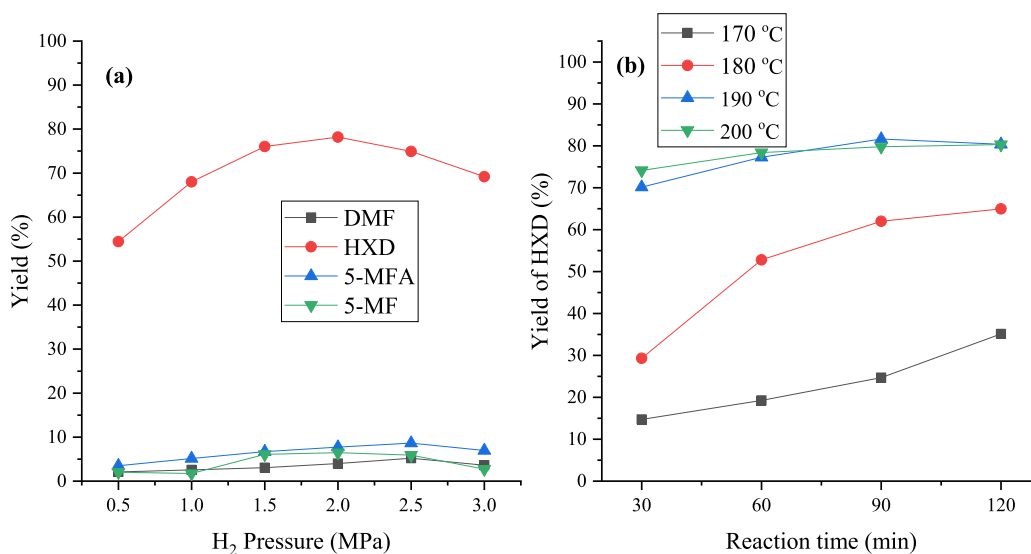 (a)
Yield (%)
100
90
80
70
60
50
40
30
20
10
0
DMF
HXD
5-MFA
5-MF
0.5 1.0 1.5 2.0 2.5 3.0
H₂ Pressure (MPa)
(b)
170 °C
180 °C
190 °C
200 °C
Yield of HXD (%)
100
90
80
70
60
50
40
30
20
10
0
30 60 90 120
Reaction time (min)